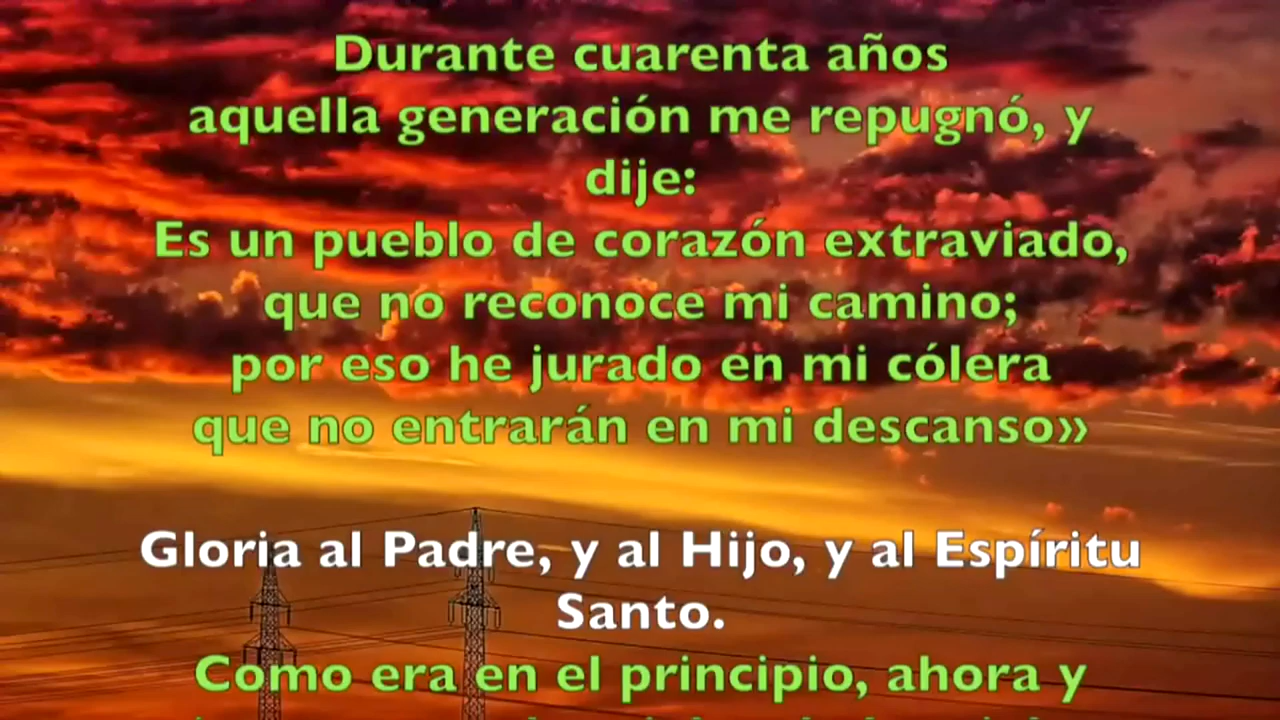 Durante cuarenta años
aquella generación me repugnó, y
dije:
Es un pueblo de corazón extraviado,
que no reconoce mi camino;
por eso he jurado en mi cólera
que no entrarán en mi descanso»
Gloria al Padre, y al Hijo, y al Espíritu
Santo.
Como era en el principio, ahora y